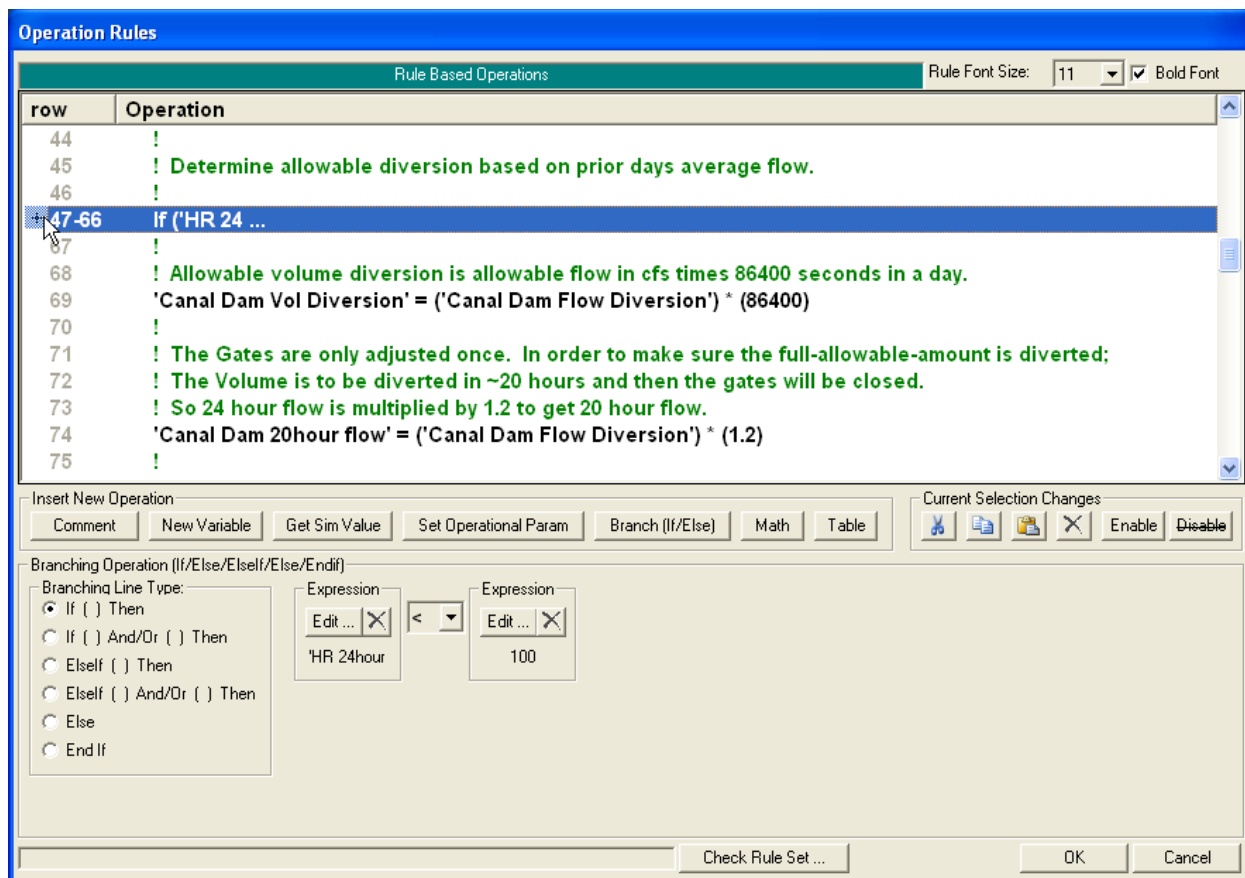 Operation Rules
Rule Based Operations
Rule Font Size: 11 Bold Font
row Operation
44 !
45 ! Determine allowable diversion based on prior days average flow.
46 !
47-66 If ('HR 24 ...
67 !
68 ! Allowable volume diversion is allowable flow in cfs times 86400 seconds in a day.
69 'Canal Dam Vol Diversion' = ('Canal Dam Flow Diversion') * (86400)
70 !
71 ! The Gates are only adjusted once. In order to make sure the full-allowable-amount is diverted;
72 ! The Volume is to be diverted in ~20 hours and then the gates will be closed.
73 ! So 24 hour flow is multiplied by 1.2 to get 20 hour flow.
74 'Canal Dam 20hour flow' = ('Canal Dam Flow Diversion') * (1.2)
75 !
Insert New Operation Current Selection Changes
Comment New Variable Get Sim Value Set Operational Param Branch (If/Else) Math Table Enable Disable
Branching Operation (If/Else/ElseIf/Else/Endif)
Branching Line Type: Expression Expression
If ( ) Then Edit ... < Edit ...
If ( ) And/Or ( ) Then 'HR 24hour 100
ElseIf ( ) Then
ElseIf ( ) And/Or ( ) Then
Else
End If
Check Rule Set ... OK Cancel